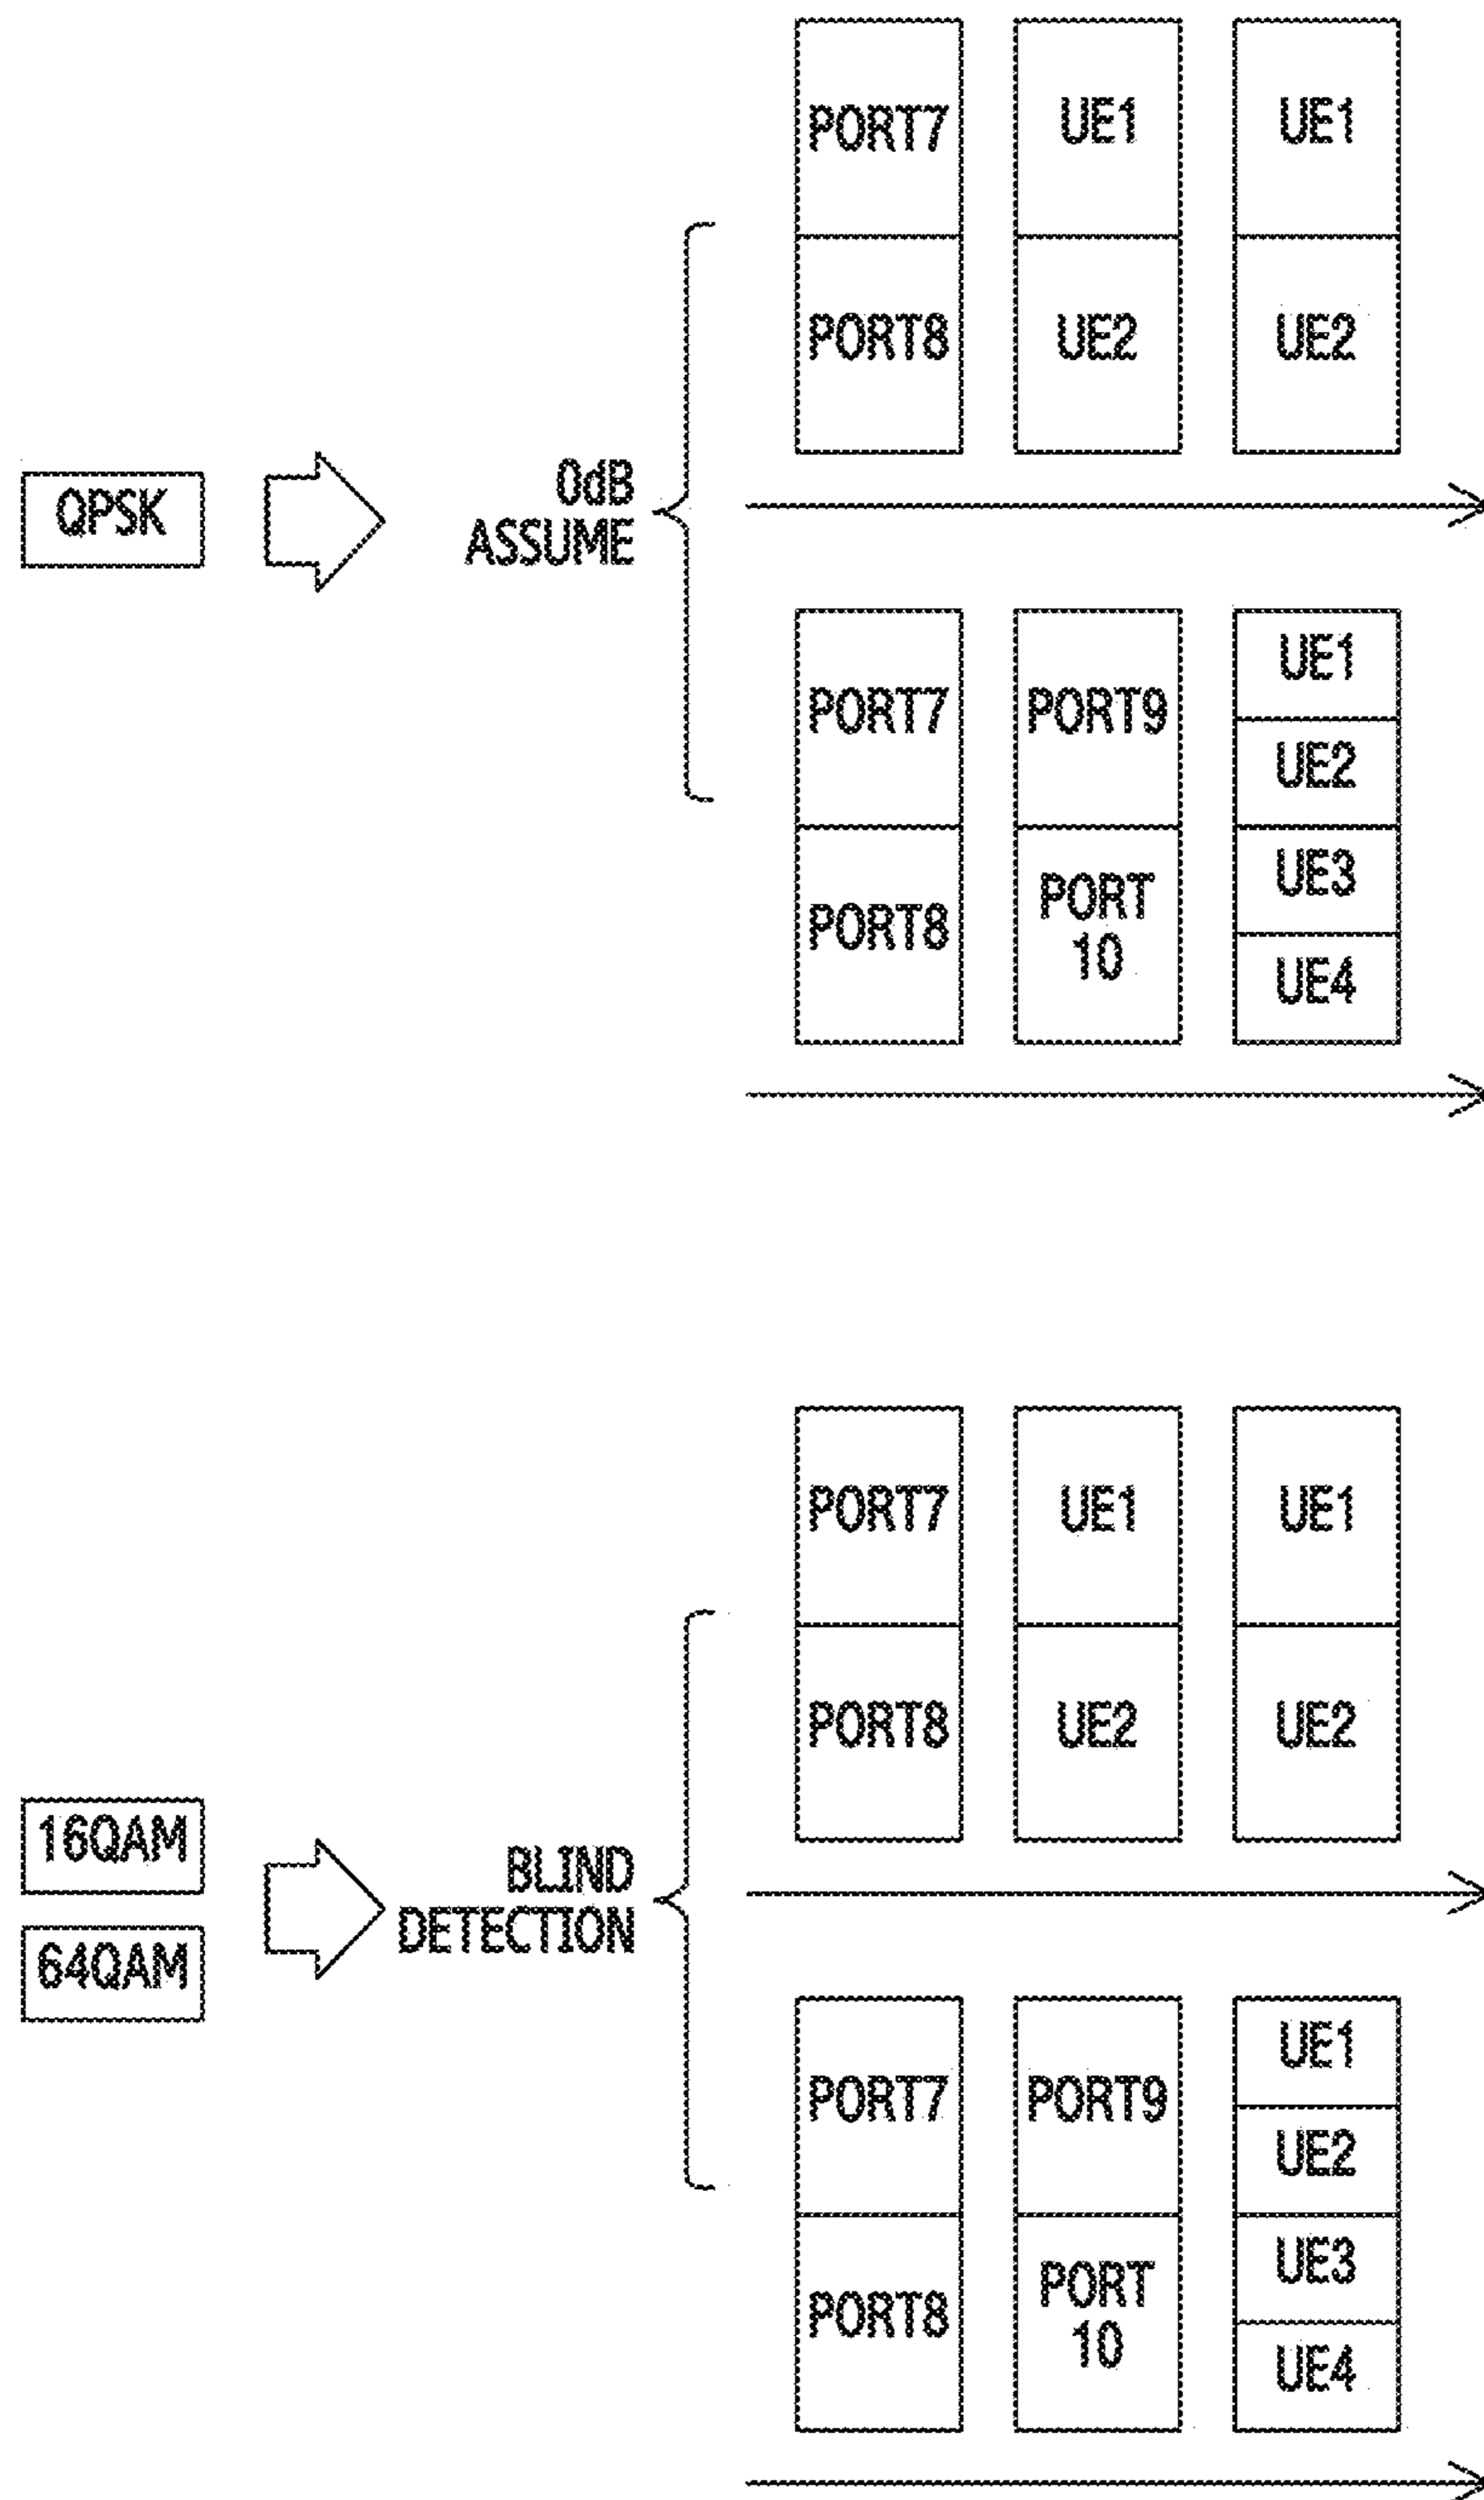 PORT7 UE1 UE1
PORT8 UE2 UE2
QPSK
0dB
ASSUME
PORT7 PORT9
UE1
UE2
PORT8 PORT
10
UE3
UE4
PORT7 UE1 UE1
PORT8 UE2 UE2
16QAM
64QAM
BLIND
DETECTION
PORT7 PORT9
UE1
UE2
PORT8 PORT
10
UE3
UE4